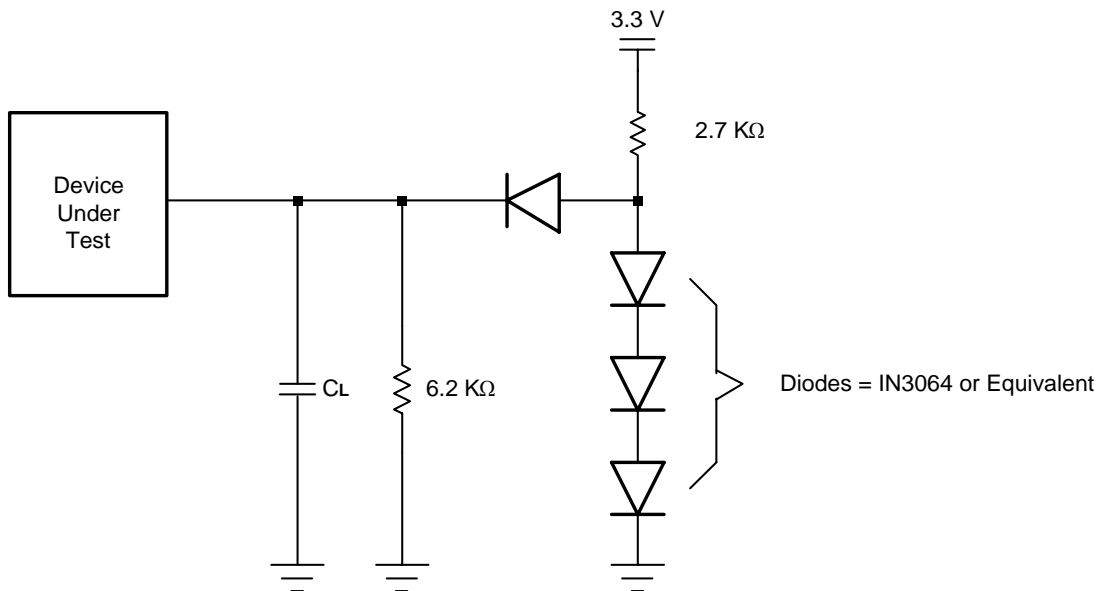 3.3 V
2.7 KΩ
Device
Under
Test
CL
6.2 KΩ
Diodes = IN3064 or Equivalent